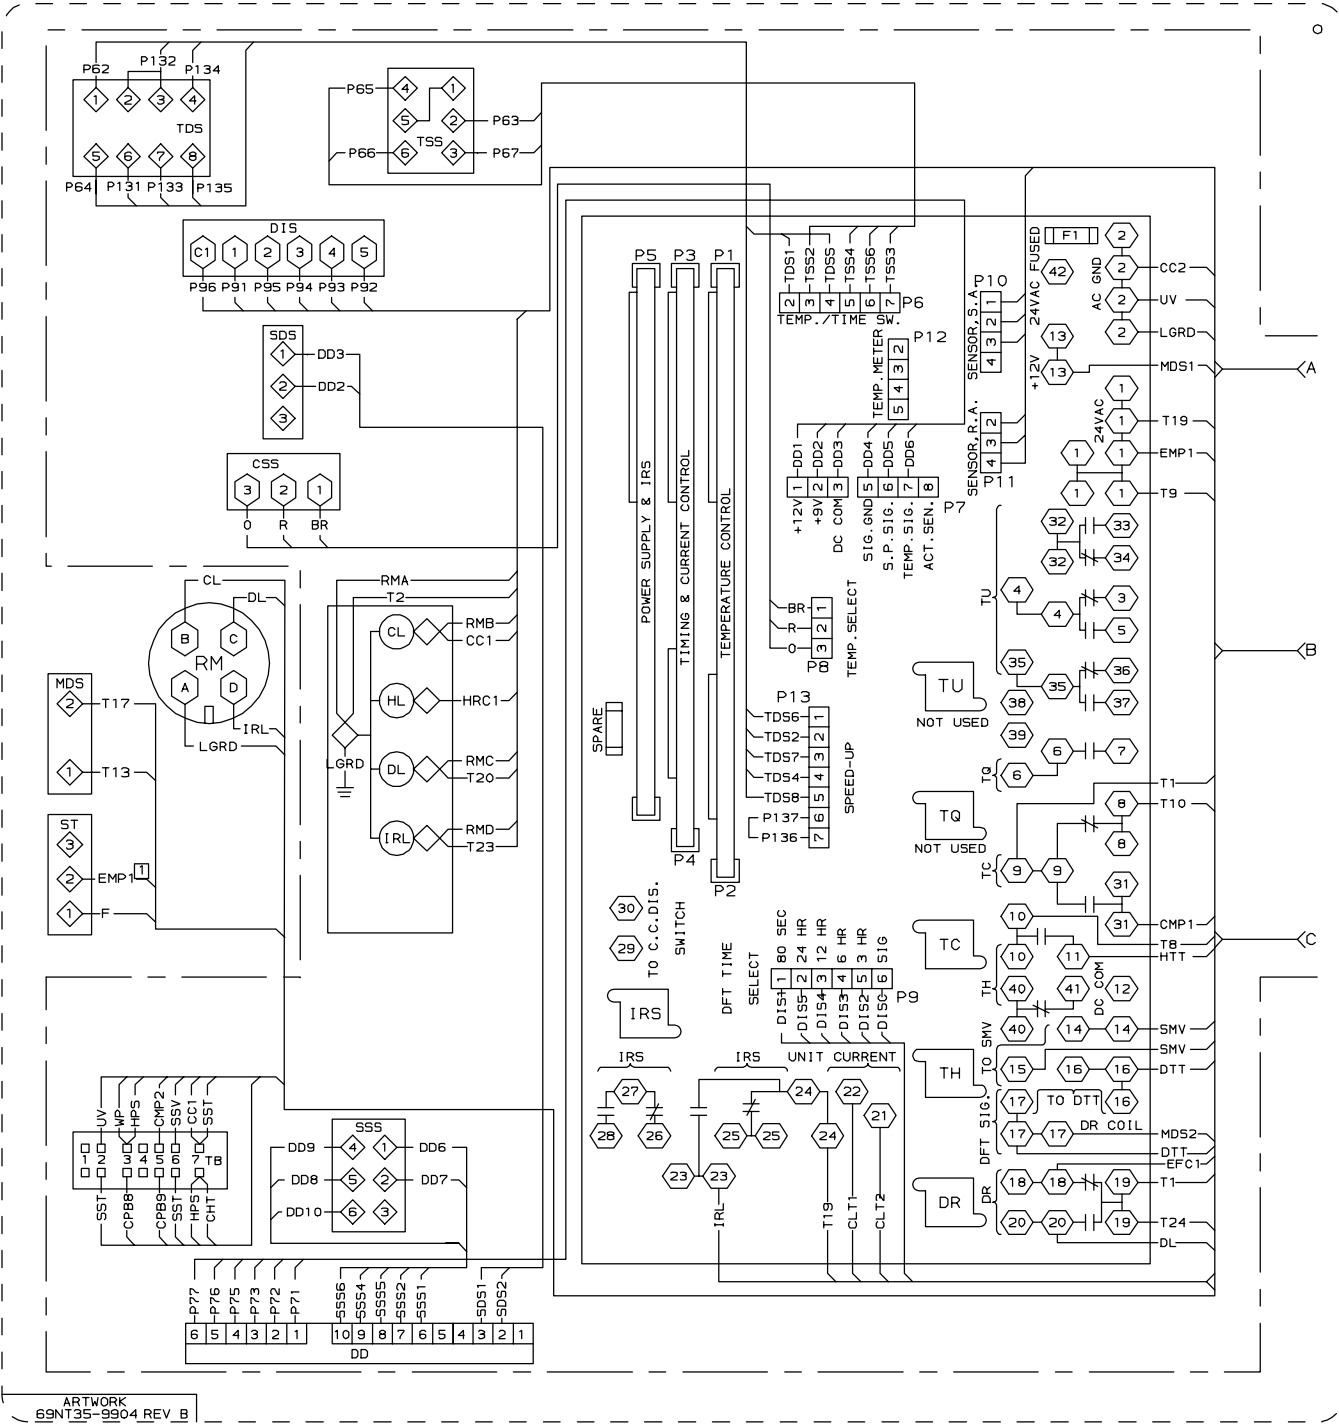 P62 P132 P134
1 2 3 4
TDS
5 6 7 8
P64 P131 P133 P135
P65 4 1
5 2 P63
TSS
P66 6 3 P67
DIS
C1 1 2 3 4 5
P96 P91 P95 P94 P93 P92
SDS
1 DD3
2 DD2
3
CSS
3 2 1
O R BR
CL
DL
B C
RM
A D
IRL
LGRD
MDS
2 T17
1 T13
ST
3
2 EMP1 1
1 F
RMA
T2
CL RMB
CC1
HL HRC1
LGRD
DL RMC
T20
IRL RMD
T23
P5 P3 P1
POWER SUPPLY & IRS
TIMING & CURRENT CONTROL
TEMPERATURE CONTROL
P4
P2
SPARE
TDS1 TSS2 TDS5 TSS4 TSS6 TSS3
2 3 4 5 6 7 P6
TEMP./TIME SW.
P12
TEMP. METER
2
3
4
5
P10
SENSOR,S.A.
1
2
3
4
SENSOR,R.A.
2
3
4
P11
DD1 DD2 DD3 DD4 DD5 DD6
1 2 3 5 6 7 8
P7
+12V +9V DC COM SIG.GND S.P.SIG. TEMP.SIG. ACT.SEN.
BR 1
R 2
O 3
P8
TEMP.SELECT
P13
TDS6 1
TDS2 2
TDS7 3
TDS4 4
TDS8 5
P137 6
P136 7
SPEED-UP
24VAC FUSED
F1
42
AC GND
2
2 CC2
2 UV
2 LGRD
+12V
13
13 MDS1
A
24VAC
1
1 T19
1 1 EMP1
1 1 T9
TU
32 33
32 34
4 3
4 5
35 36
35 37
38
B
TU
NOT USED
39
TQ
6 7
6
TQ
NOT USED
T1
8 T10
8
TC
9 9
31
31 CMP1
TC
10
T8
10 11 HTT
C
TH
40 41 12
DC COM
40
TO SMV
14 14 SMV
SMV
TH
15 16 16 DTT
17 TO DTT 16
DFT SIG.
DR COIL
17 17 MDS2
DTT
EFC1
DR
DR
18 18 19 T1
20 20 19 T24
DL
30
29
TO C.C.DIS.
SWITCH
IRS
DFT TIME
SELECT
80 SEC 24 HR 12 HR 6 HR 3 HR SIG
1 2 3 4 5 6 P9
DIS1 DIS5 DIS4 DIS3 DIS2 DISC
IRS IRS UNIT CURRENT
27 24 22
21
28 26 25 25 24
23 23
IRL T19 CLT1 CLT2
UV WP HPS CMP2 SSV CC1 SST
1 2 3 4 5 6 7 TB
SST CPB8 CPB9 SST HPS CHT
SSS
DD9 4 1 DD6
DD8 5 2 DD7
DD10 6 3
P77 P76 P75 P73 P72 P71 SSS6 SSS4 SSS5 SSS2 SSS1 SDS1 SDS2
6 5 4 3 2 1 10 9 8 7 6 5 4 3 2 1
DD
ARTWORK
69NT35-9904 REV B